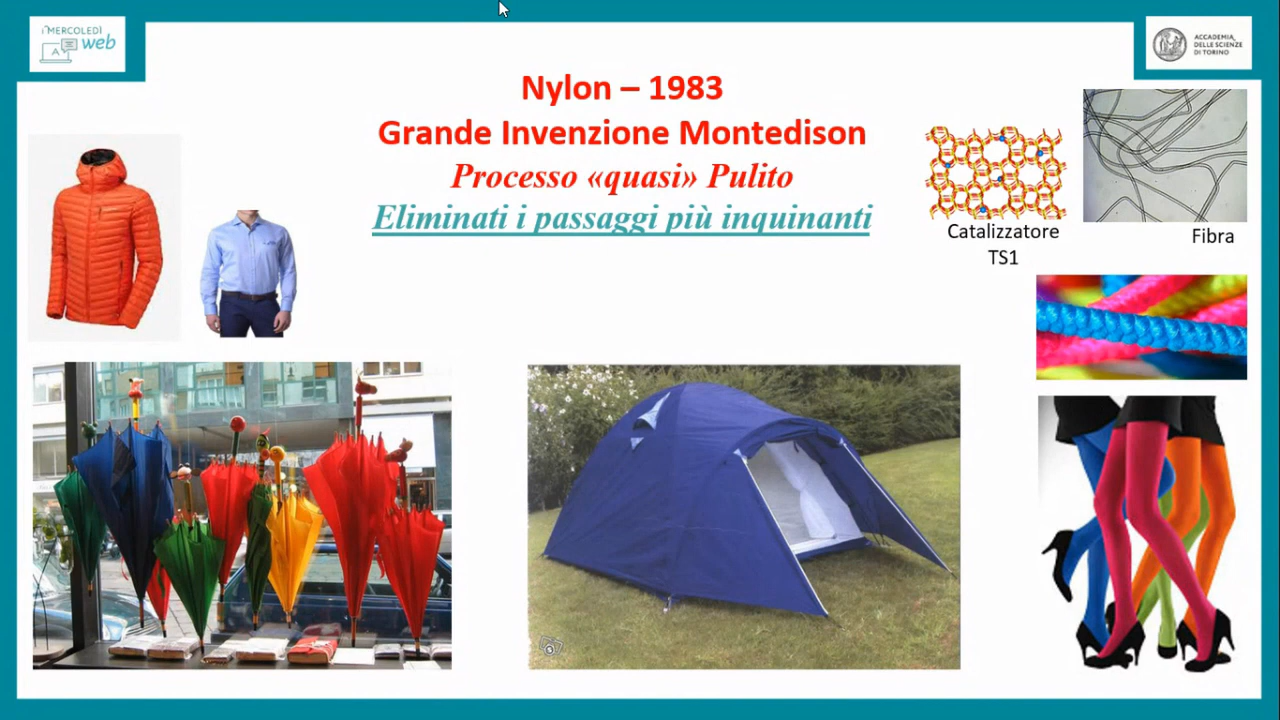 i MERCOLEDÌ
web
A
ACCADEMIA
DELLE SCIENZE
DI TORINO
Nylon – 1983
Grande Invenzione Montedison
Processo «quasi» Pulito
Eliminati i passaggi più inquinanti
Catalizzatore
TS1
Fibra